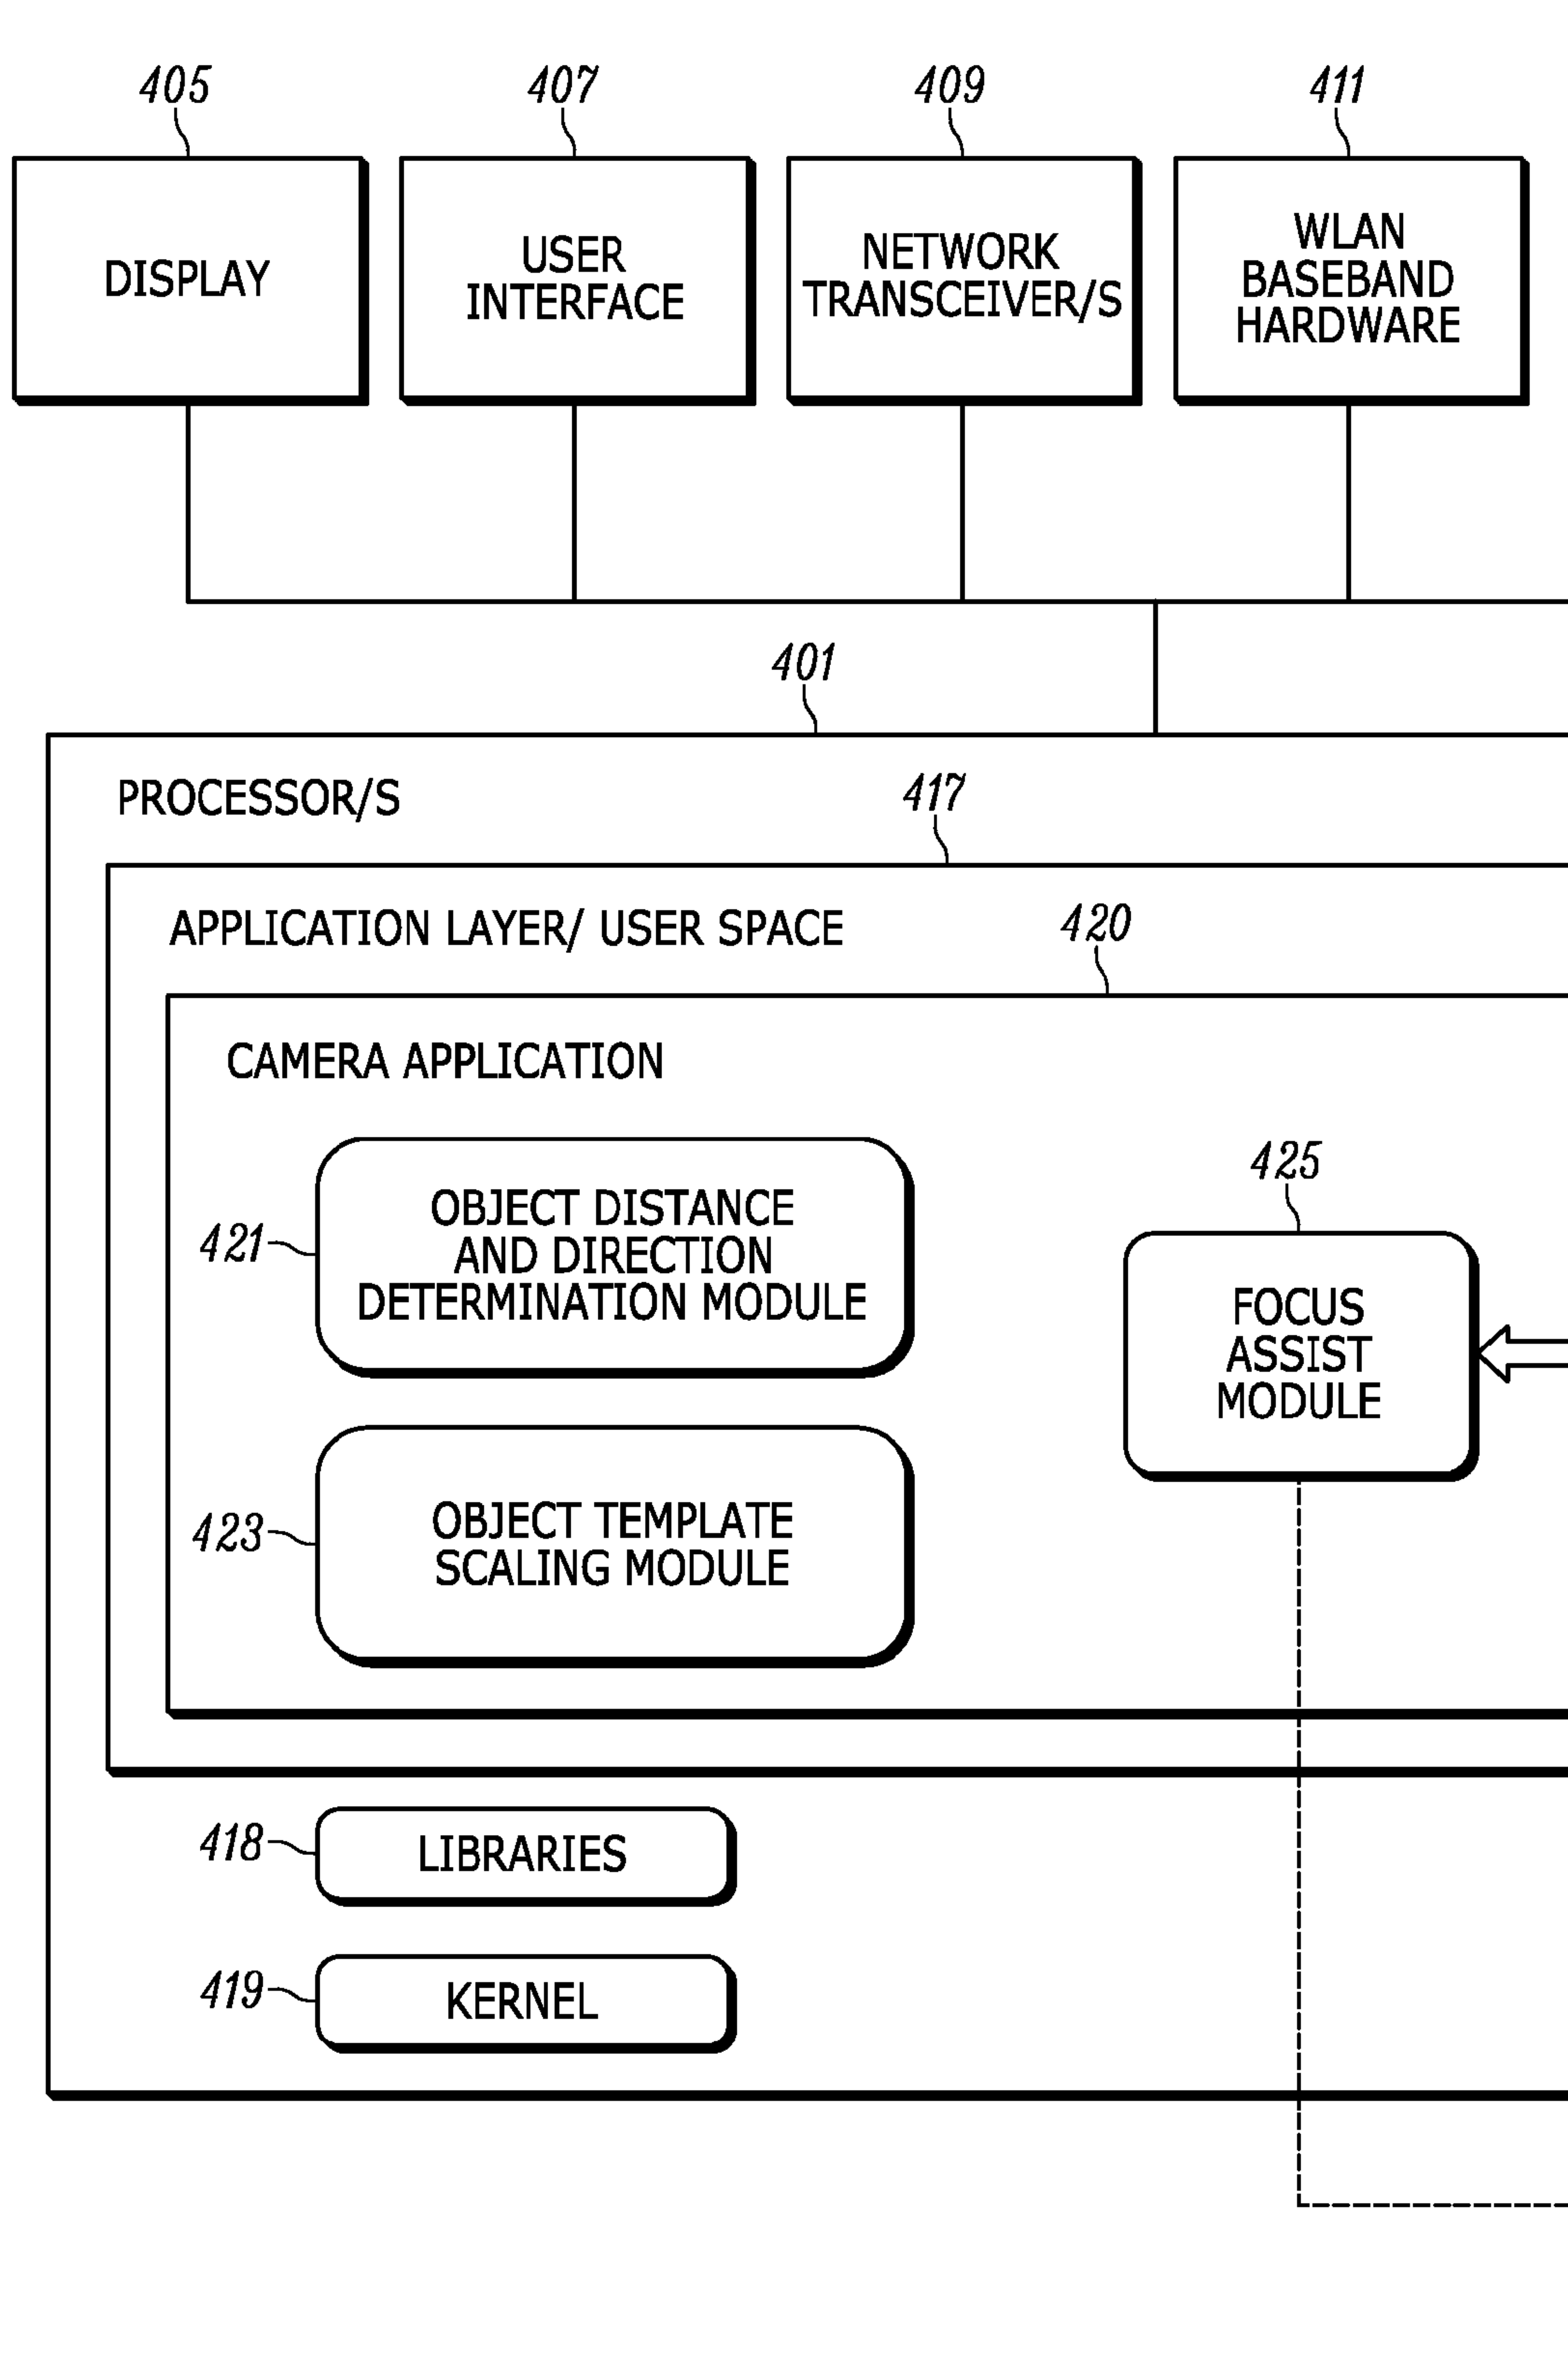 405
407
409
411
DISPLAY
USER
INTERFACE
NETWORK
TRANSCEIVER/S
WLAN
BASEBAND
HARDWARE
401
PROCESSOR/S
417
APPLICATION LAYER/ USER SPACE
420
CAMERA APPLICATION
421
OBJECT DISTANCE
AND DIRECTION
DETERMINATION MODULE
425
FOCUS
ASSIST
MODULE
423
OBJECT TEMPLATE
SCALING MODULE
418
LIBRARIES
419
KERNEL